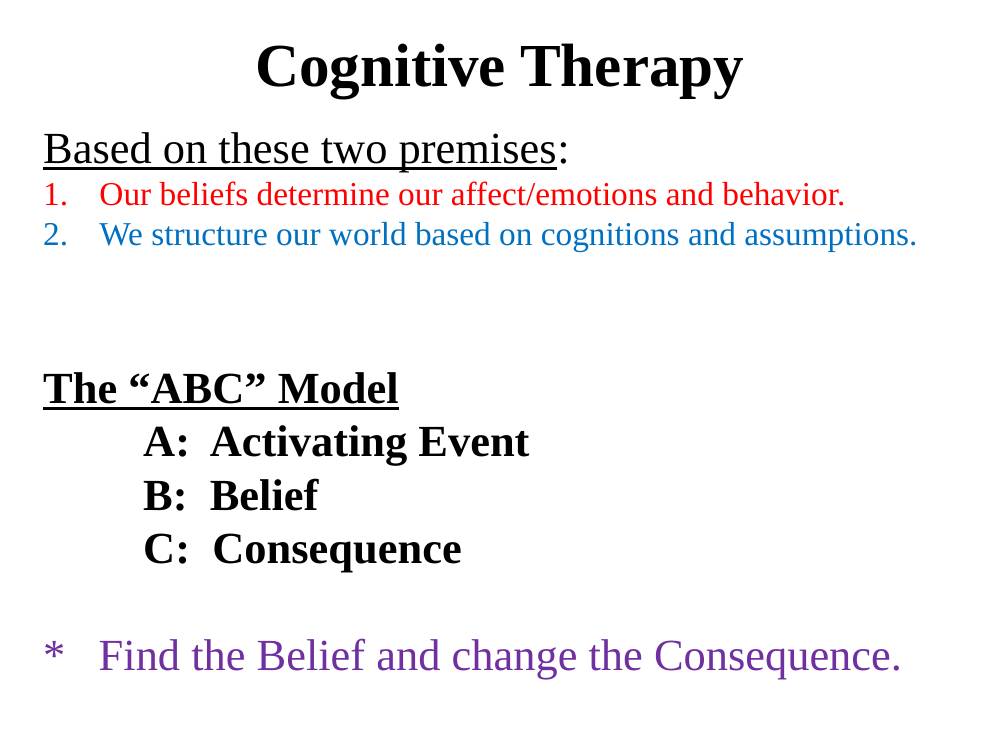 Cognitive Therapy
Based on these two premises:
1. Our beliefs determine our affect/emotions and behavior.
2. We structure our world based on cognitions and assumptions.
The “ABC” Model
A: Activating Event
B: Belief
C: Consequence
* Find the Belief and change the Consequence.